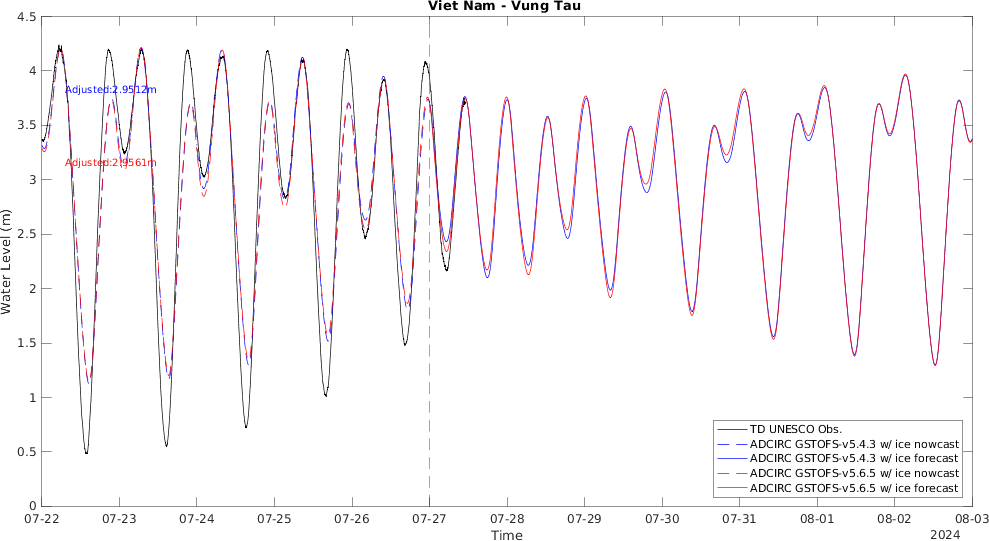 Viet Nam - Vung Tau
4.5
4
3.5
3
2.5
2
1.5
1
0.5
0
Water Level (m)
Adjusted:2.9512m
Adjusted:2.9561m
TD UNESCO Obs.
ADCIRC GSTOFS-v5.4.3 w/ ice nowcast
ADCIRC GSTOFS-v5.4.3 w/ ice forecast
ADCIRC GSTOFS-v5.6.5 w/ ice nowcast
ADCIRC GSTOFS-v5.6.5 w/ ice forecast
07-22 07-23 07-24 07-25 07-26 07-27 07-28 07-29 07-30 07-31 08-01 08-02 08-03
Time
2024